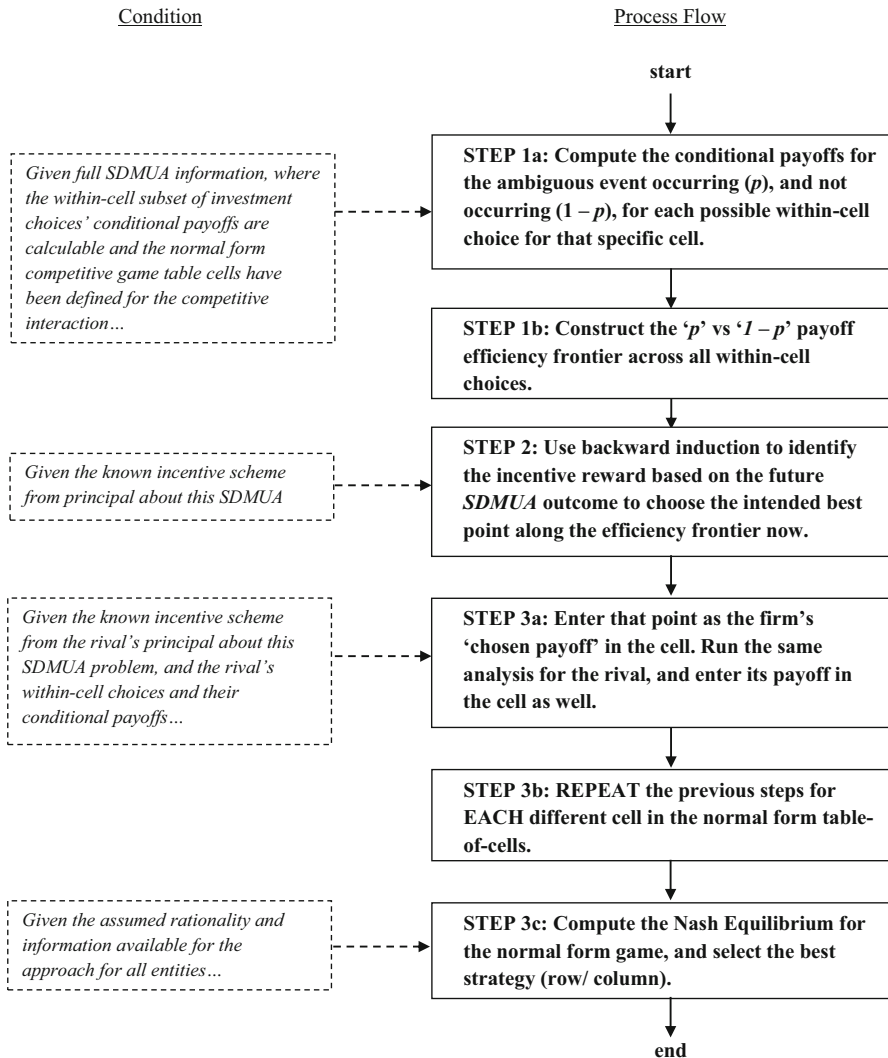 Condition
Process Flow
start
Given full SDMUA information, where
the within-cell subset of investment
choices' conditional payoffs are
calculable and the normal form
competitive game table cells have
been defined for the competitive
interaction…
STEP 1a: Compute the conditional payoffs for
the ambiguous event occurring (p), and not
occurring (1 – p), for each possible within-cell
choice for that specific cell.
STEP 1b: Construct the ‘p’ vs ‘1 – p’ payoff
efficiency frontier across all within-cell
choices.
Given the known incentive scheme
from principal about this SDMUA
STEP 2: Use backward induction to identify
the incentive reward based on the future
SDMUA outcome to choose the intended best
point along the efficiency frontier now.
Given the known incentive scheme
from the rival’s principal about this
SDMUA problem, and the rival’s
within-cell choices and their
conditional payoffs…
STEP 3a: Enter that point as the firm’s
‘chosen payoff’ in the cell. Run the same
analysis for the rival, and enter its payoff in
the cell as well.
STEP 3b: REPEAT the previous steps for
EACH different cell in the normal form table-
of-cells.
Given the assumed rationality and
information available for the
approach for all entities…
STEP 3c: Compute the Nash Equilibrium for
the normal form game, and select the best
strategy (row/ column).
end